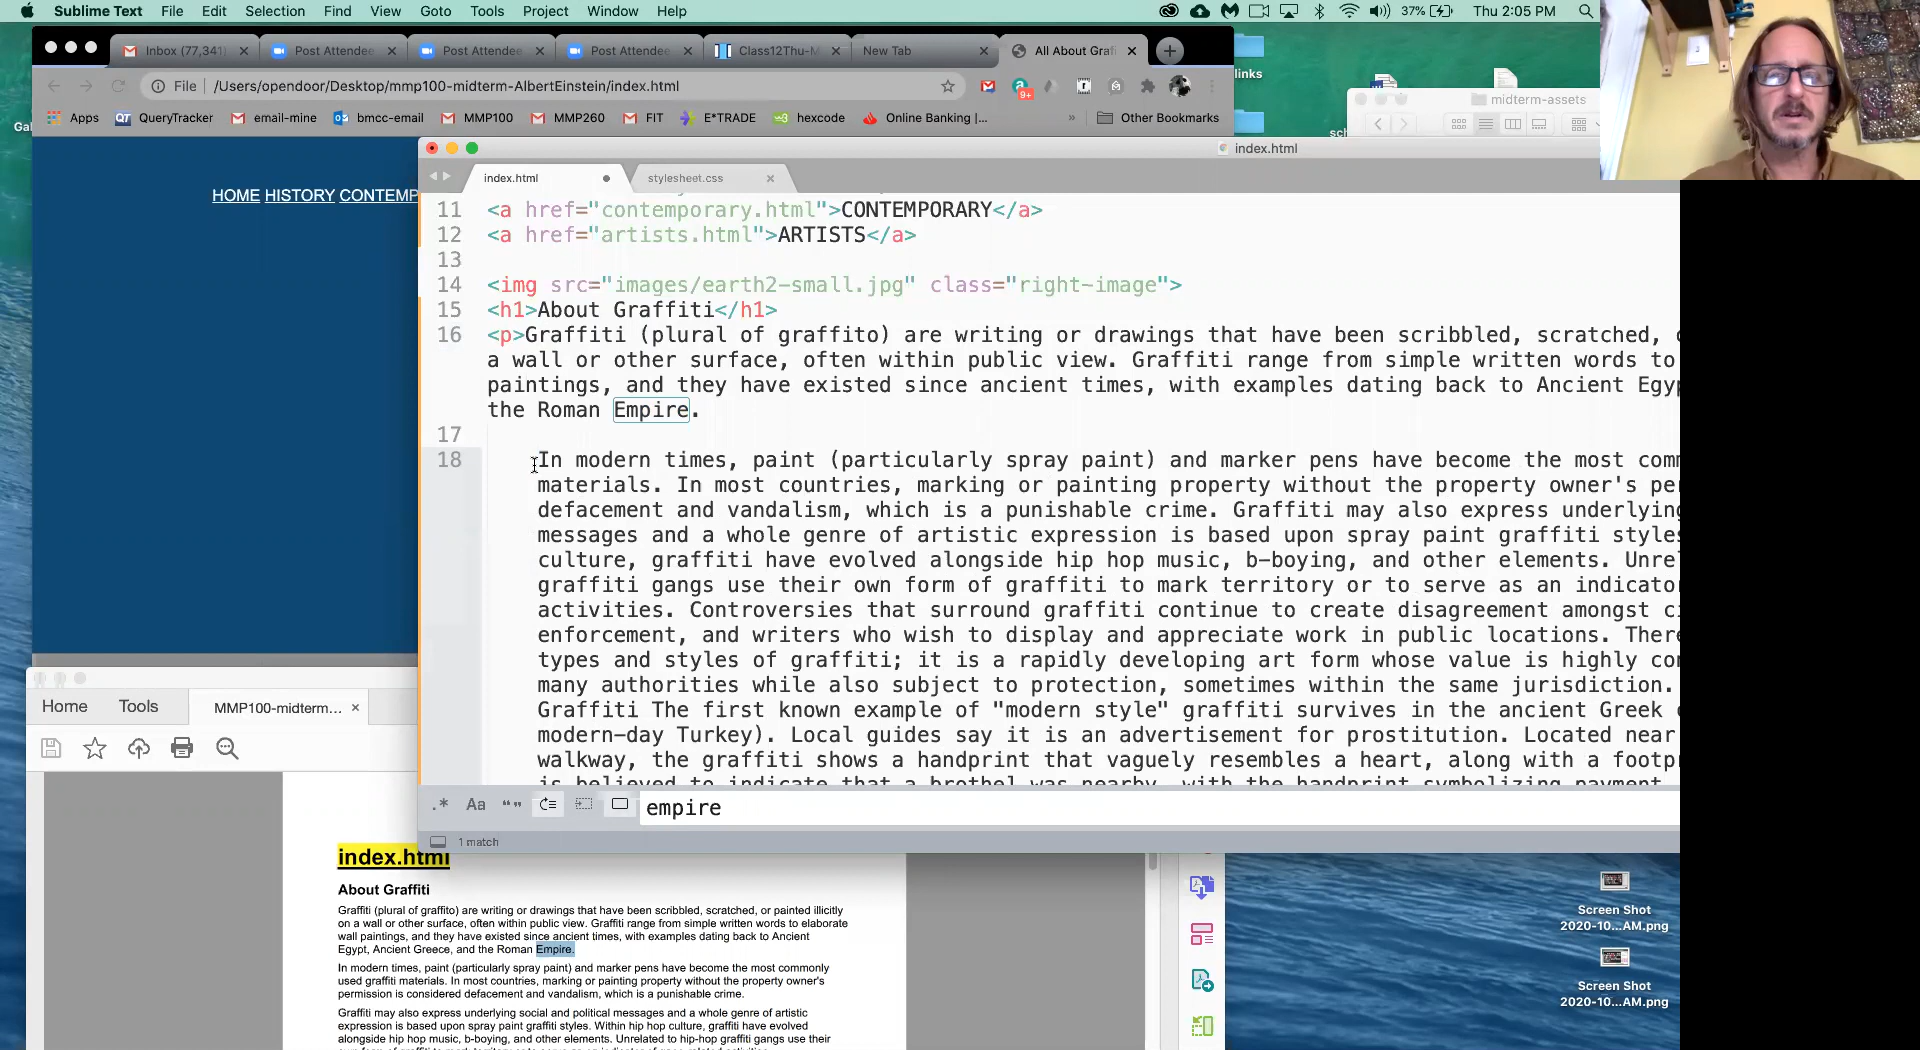 Sublime Text File Edit Selection Find View Goto Tools Project Window Help 37% Thu 2:05 PM
Inbox (77,341) Post Attendee Post Attendee Post Attendee Class12Thu-M New Tab All About Grafi
File /Users/opendoor/Desktop/mmp100-midterm-AlbertEinstein/index.html 9+
Apps QueryTracker email-mine bmcc-email MMP100 MMP260 FIT E*TRADE hexcode Online Banking |... » Other Bookmarks
links
midterm-assets
HOME HISTORY CONTEMP
index.html
index.html stylesheet.css
11 <a href="contemporary.html">CONTEMPORARY</a>
12 <a href="artists.html">ARTISTS</a>
13
14 <img src="images/earth2-small.jpg" class="right-image">
15 <h1>About Graffiti</h1>
16 <p>Graffiti (plural of graffito) are writing or drawings that have been scribbled, scratched,
a wall or other surface, often within public view. Graffiti range from simple written words to
paintings, and they have existed since ancient times, with examples dating back to Ancient Egyp
the Roman Empire.
17
18 In modern times, paint (particularly spray paint) and marker pens have become the most com
materials. In most countries, marking or painting property without the property owner's pe
defacement and vandalism, which is a punishable crime. Graffiti may also express underlying
messages and a whole genre of artistic expression is based upon spray paint graffiti styles
culture, graffiti have evolved alongside hip hop music, b-boying, and other elements. Unre
graffiti gangs use their own form of graffiti to mark territory or to serve as an indicator
activities. Controversies that surround graffiti continue to create disagreement amongst ci
enforcement, and writers who wish to display and appreciate work in public locations. There
types and styles of graffiti; it is a rapidly developing art form whose value is highly con
many authorities while also subject to protection, sometimes within the same jurisdiction.
Graffiti The first known example of "modern style" graffiti survives in the ancient Greek
modern-day Turkey). Local guides say it is an advertisement for prostitution. Located near
walkway, the graffiti shows a handprint that vaguely resembles a heart, along with a footp
is believed to indicate that a brothel was nearby, with the handprint symbolizing payment
.* Aa “” empire
1 match
Home Tools MMP100-midterm...
index.html
About Graffiti
Graffiti (plural of graffito) are writing or drawings that have been scribbled, scratched, or painted illicitly
on a wall or other surface, often within public view. Graffiti range from simple written words to elaborate
wall paintings, and they have existed since ancient times, with examples dating back to Ancient
Egypt, Ancient Greece, and the Roman Empire.
In modern times, paint (particularly spray paint) and marker pens have become the most commonly
used graffiti materials. In most countries, marking or painting property without the property owner's
permission is considered defacement and vandalism, which is a punishable crime.
Graffiti may also express underlying social and political messages and a whole genre of artistic
expression is based upon spray paint graffiti styles. Within hip hop culture, graffiti have evolved
alongside hip hop music, b-boying, and other elements. Unrelated to hip-hop graffiti gangs use their
Screen Shot
2020-10...AM.png
Screen Shot
2020-10...AM.png